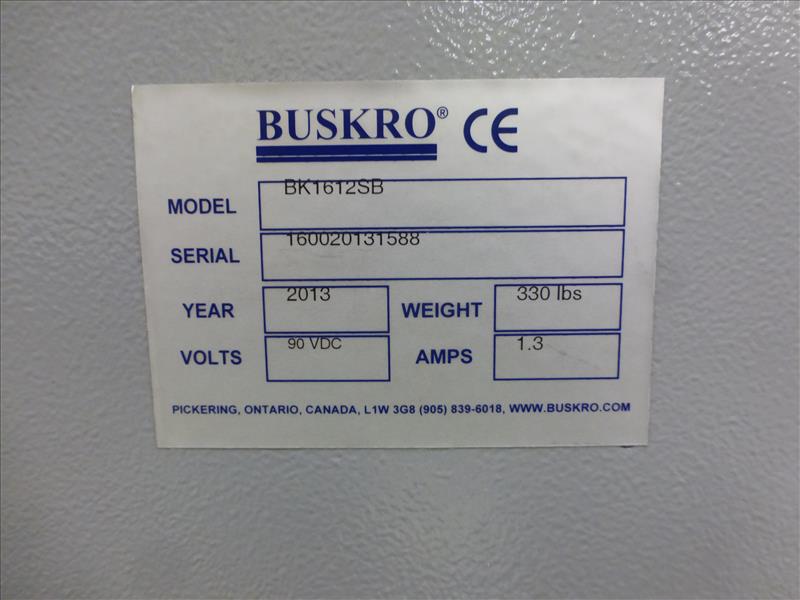 BUSKRO® CE
MODEL BK1612SB
SERIAL 160020131588
YEAR 2013 WEIGHT 330 lbs
VOLTS 90 VDC AMPS 1.3
PICKERING, ONTARIO, CANADA, L1W 3G8 (905) 839-6018, WWW.BUSKRO.COM